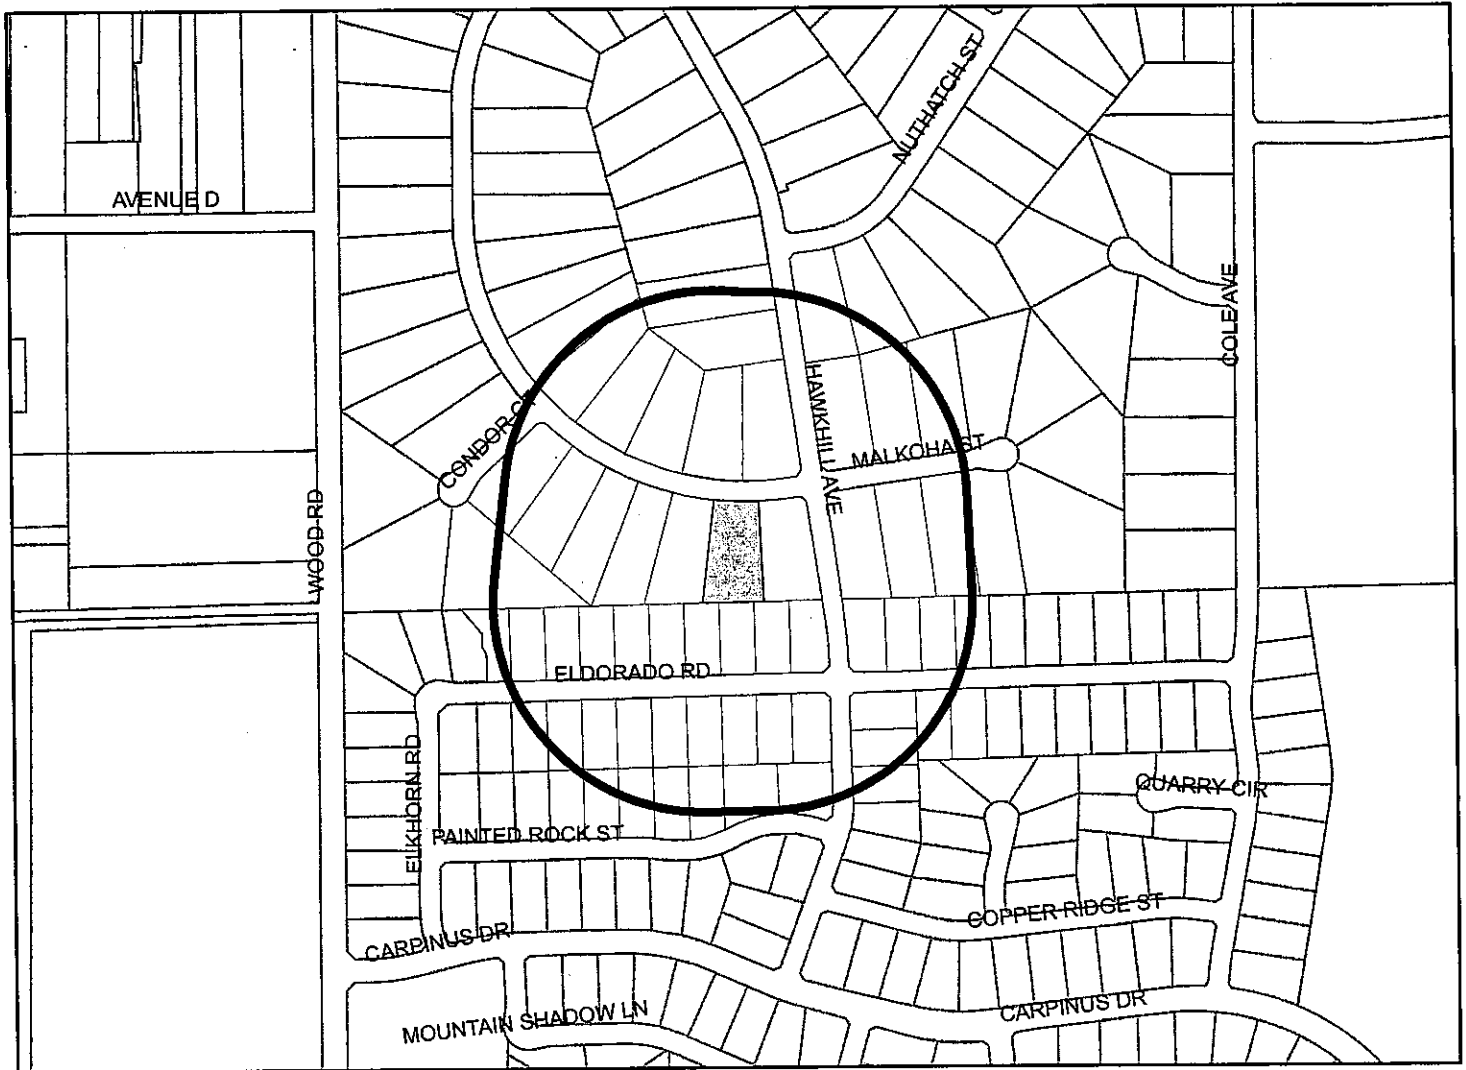 NUTHATCH ST
AVENUE D
COLE AVE
HAWKHILL AVE
CONDOR CT
MALKOHA ST
WOOD RD
ELDORADO RD
ELKHORN RD
QUARRY CIR
PAINTED ROCK ST
COPPER RIDGE ST
CARPINUS DR
CARPINUS DR
MOUNTAIN SHADOW LN